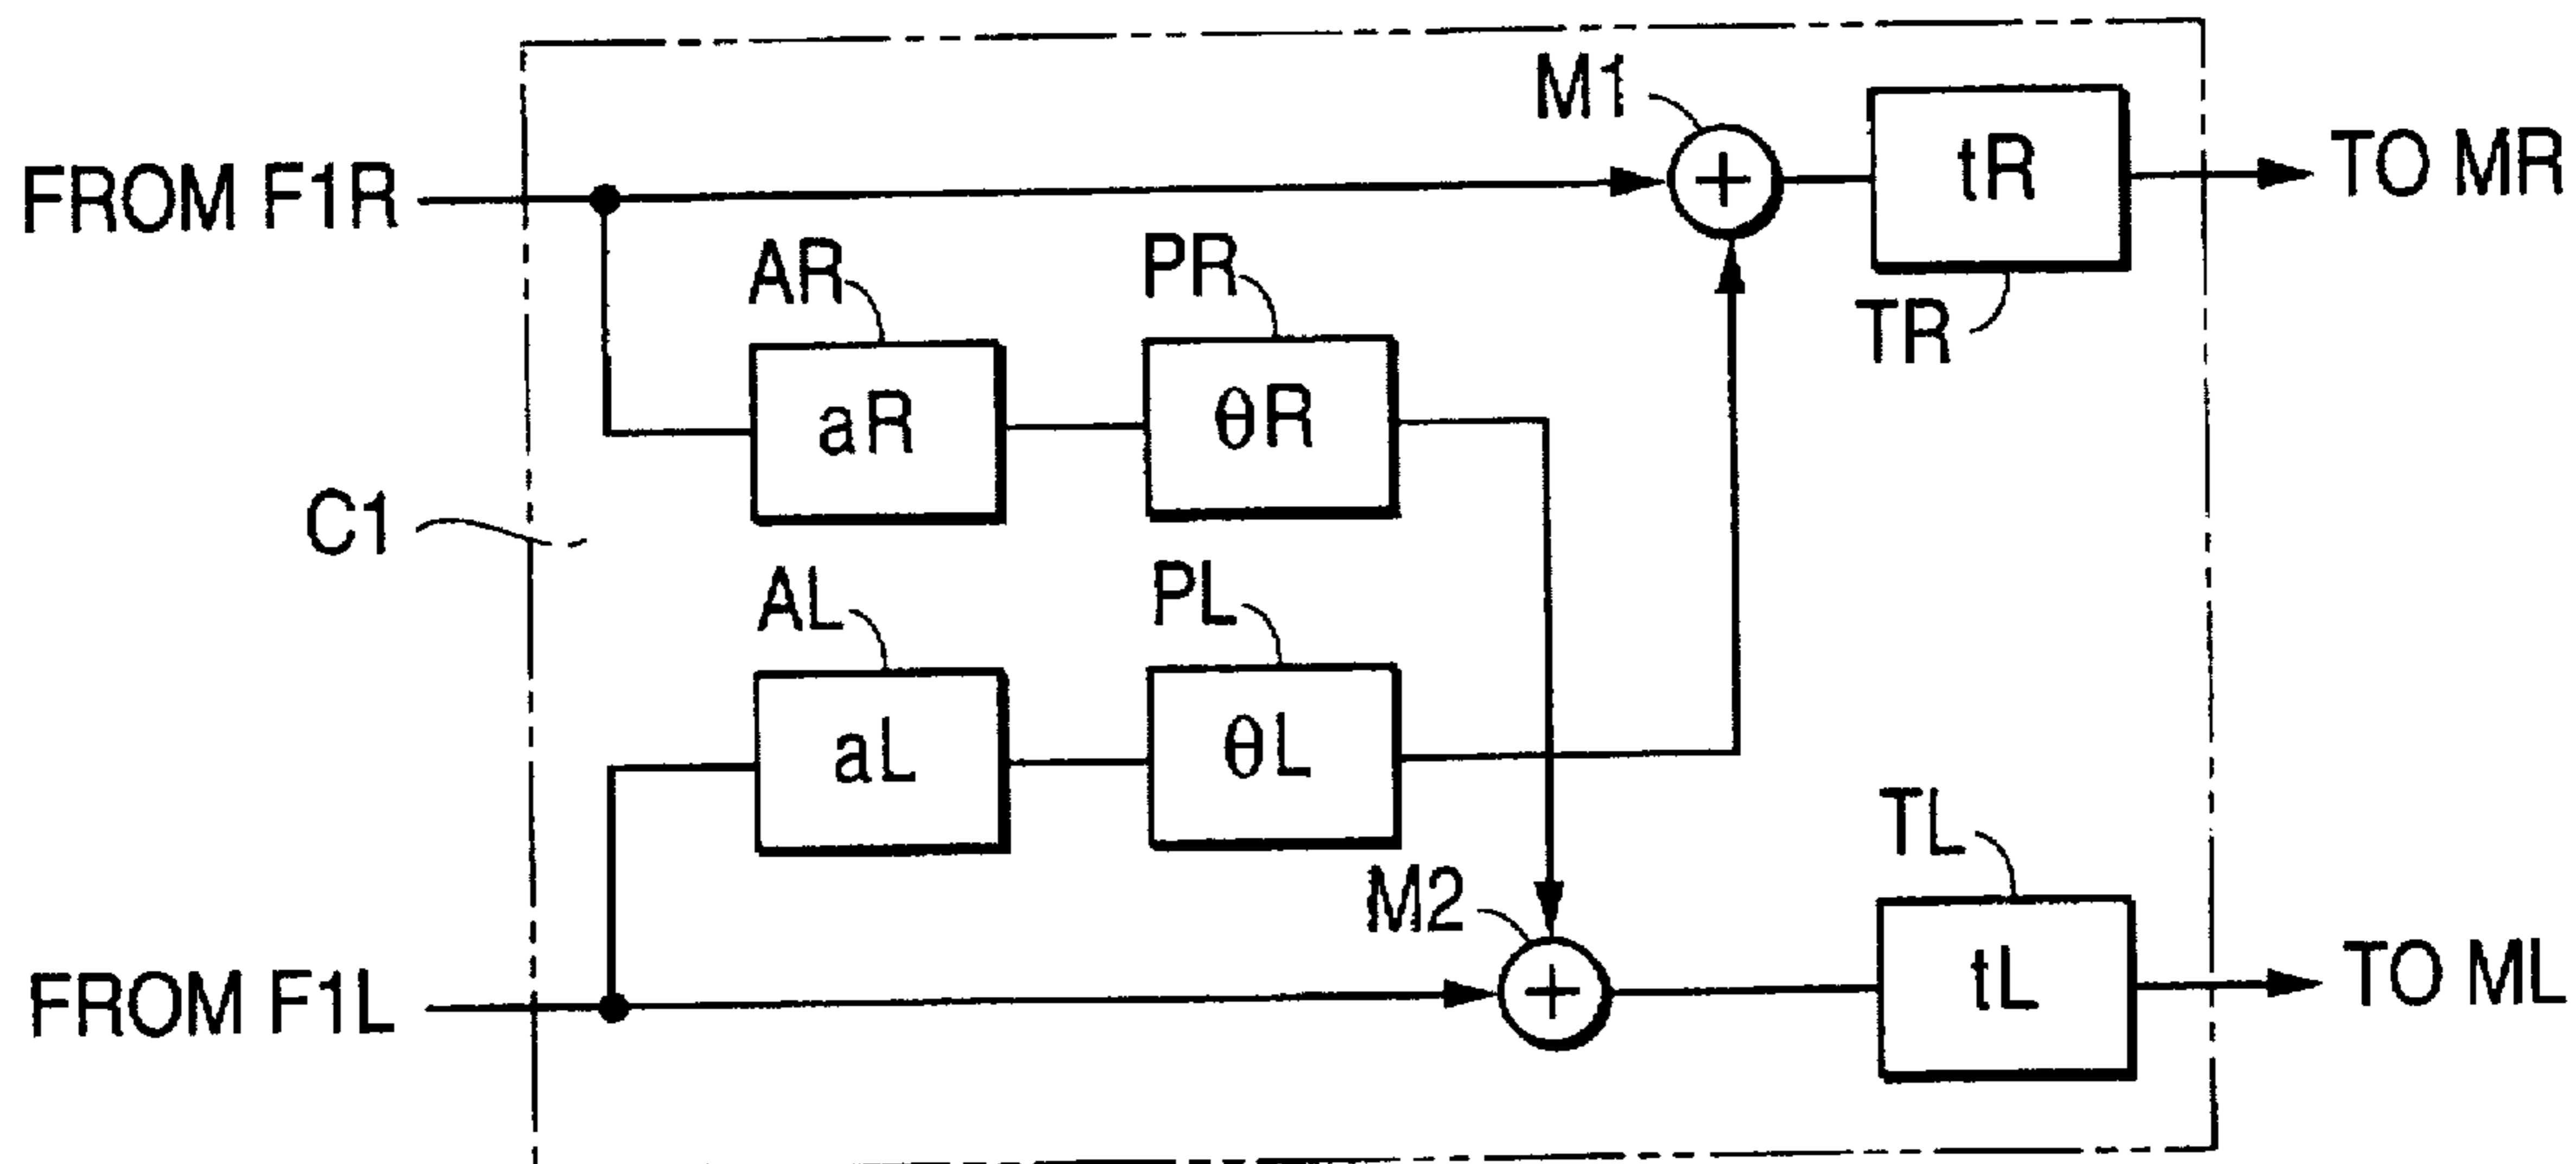 M1
tR
TO MR
FROM F1R
AR
PR
TR
aR
θR
C1
AL
PL
aL
θL
TL
M2
tL
TO ML
FROM F1L